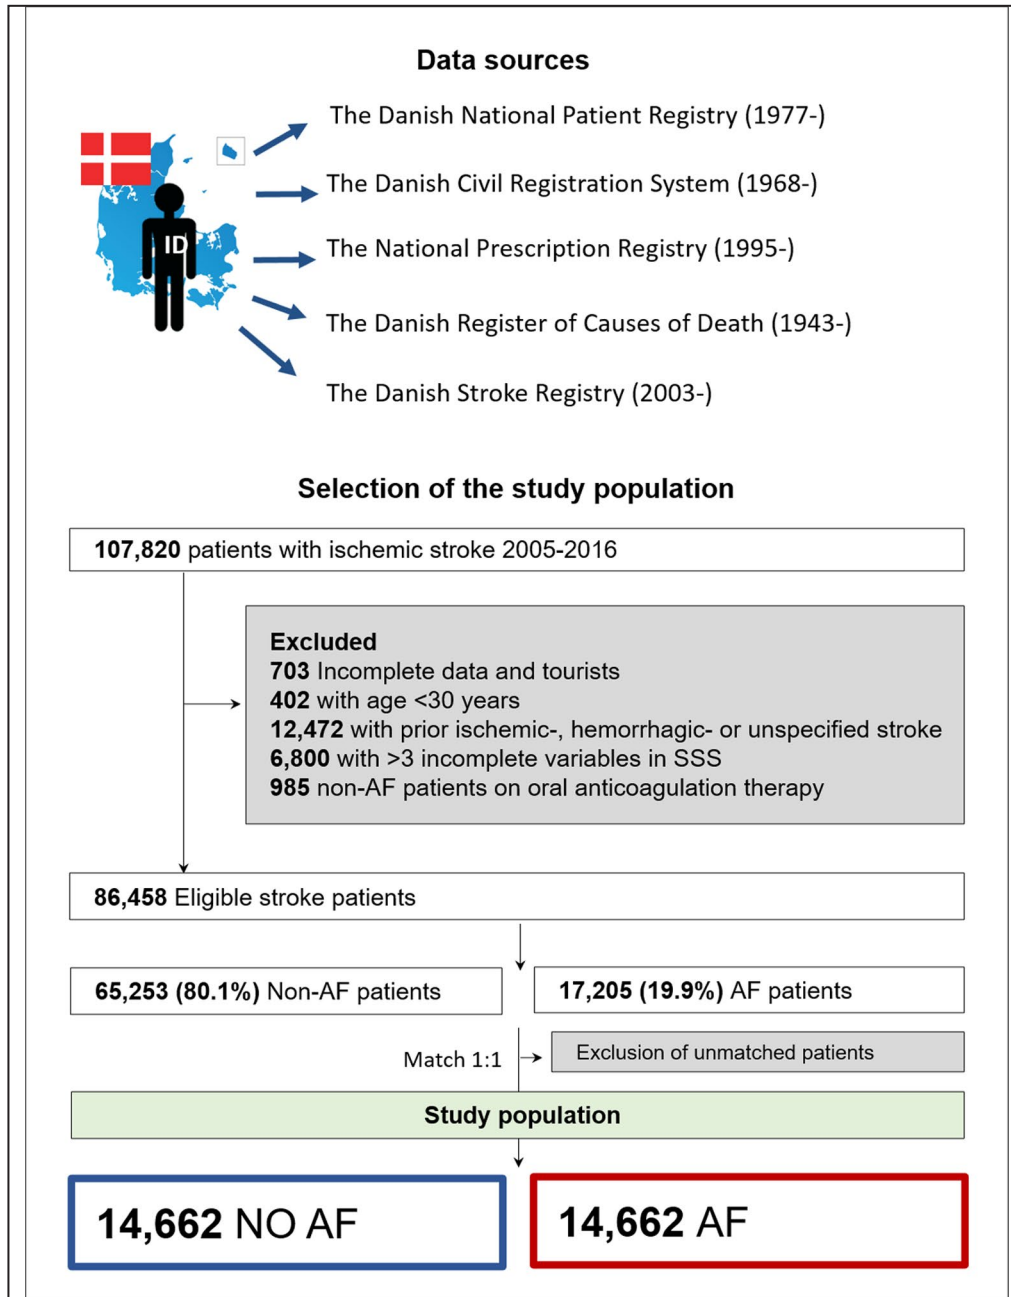 Data sources
The Danish National Patient Registry (1977-)
The Danish Civil Registration System (1968-)
ID
The National Prescription Registry (1995-)
The Danish Register of Causes of Death (1943-)
The Danish Stroke Registry (2003-)
Selection of the study population
107,820 patients with ischemic stroke 2005-2016
Excluded
703 Incomplete data and tourists
402 with age <30 years
12,472 with prior ischemic-, hemorrhagic- or unspecified stroke
6,800 with >3 incomplete variables in SSS
985 non-AF patients on oral anticoagulation therapy
86,458 Eligible stroke patients
65,253 (80.1%) Non-AF patients
17,205 (19.9%) AF patients
Match 1:1
Exclusion of unmatched patients
Study population
14,662 NO AF
14,662 AF